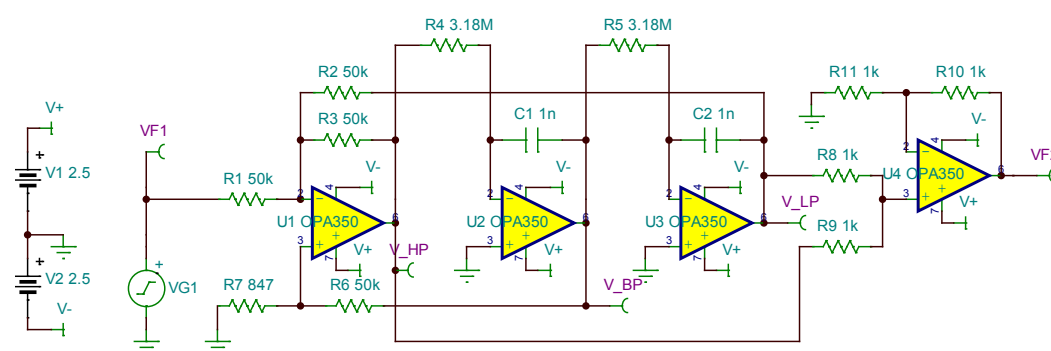 R4 3.18M
R5 3.18M
R2 50k
R11 1k
R10 1k
V+
C1 1n
C2 1n
VF1
R3 50k
V-
+
V1 2.5
V-
V-
V-
R8 1k
2
4
6
3
7
U4 OPA350
V+
VF
R1 50k
2
4
6
3
7
U1 OPA350
V+
2
4
6
3
7
U2 OPA350
V+
2
4
6
3
7
U3 OPA350
V+
V_LP
R9 1k
V_HP
+
V2 2.5
V-
+
VG1
R7 847
R6 50k
V_BP